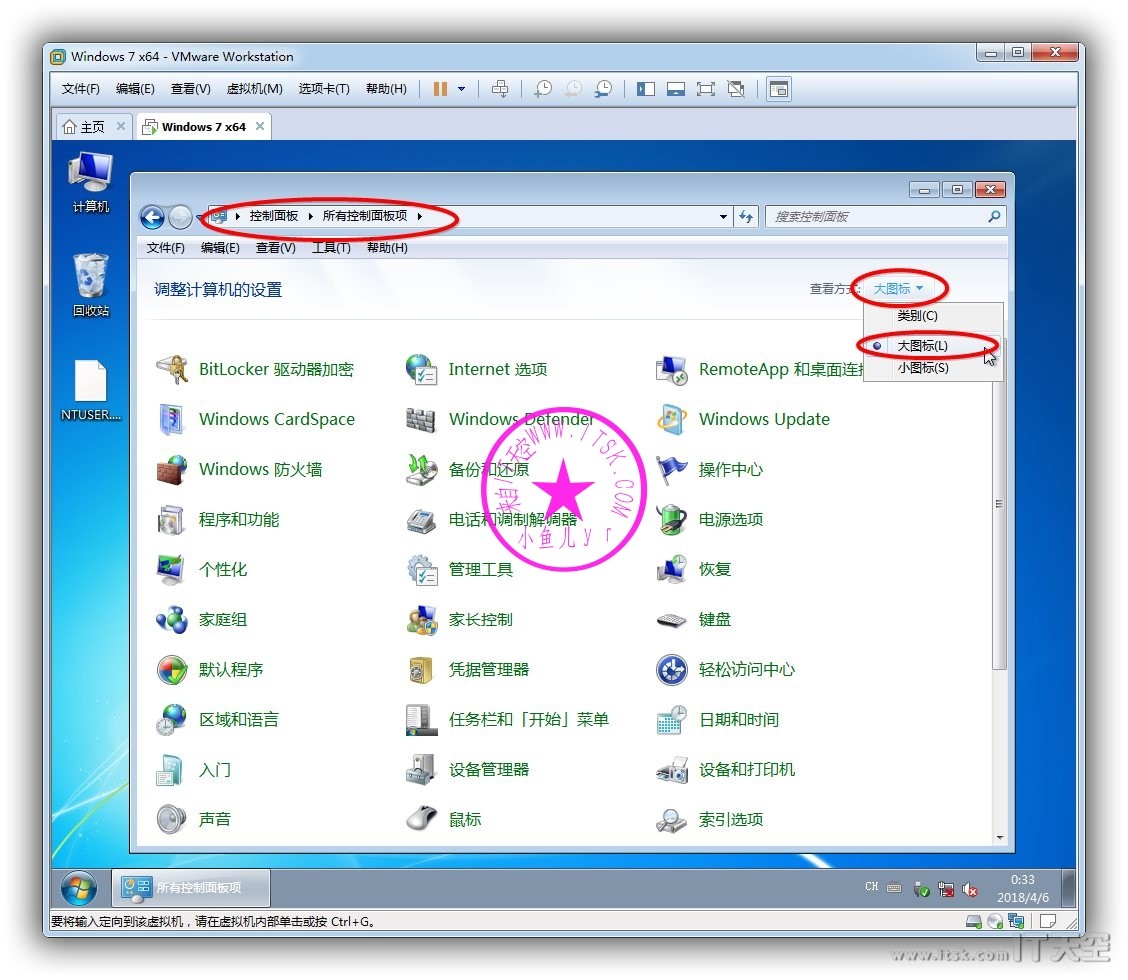 Windows 7 x64 - VMware Workstation
文件(F) 编辑(E) 查看(V) 虚拟机(M) 选项卡(T) 帮助(H)
主页 Windows 7 x64
计算机
回收站
NTUSER....
控制面板 所有控制面板项
搜索控制面板
文件(F) 编辑(E) 查看(V) 工具(T) 帮助(H)
调整计算机的设置
查看方式: 大图标
类别(C)
大图标(L)
小图标(S)
BitLocker 驱动器加密 Internet 选项 RemoteApp 和桌面连接
Windows CardSpace Windows Defender Windows Update
Windows 防火墙 备份和还原 操作中心
程序和功能 电话和调制解调器 电源选项
个性化 管理工具 恢复
家庭组 家长控制 键盘
默认程序 凭据管理器 轻松访问中心
区域和语言 任务栏和「开始」菜单 日期和时间
入门 设备管理器 设备和打印机
声音 鼠标 索引选项
来自IT天空WWW.ITSK.COM
小鱼儿yr
所有控制面板项
CH
0:33
2018/4/6
要将输入定向到该虚拟机，请在虚拟机内部单击或按 Ctrl+G。
www.itsk.com IT天空